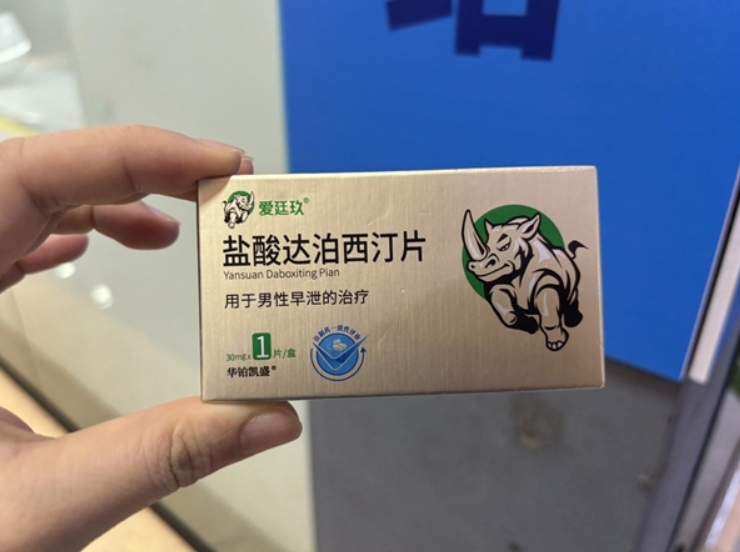 爱廷玖®
盐酸达泊西汀片
Yansuan Daboxiting Pian
用于男性早泄的治疗
30mg x 1 片/盒
华铂凯盛®